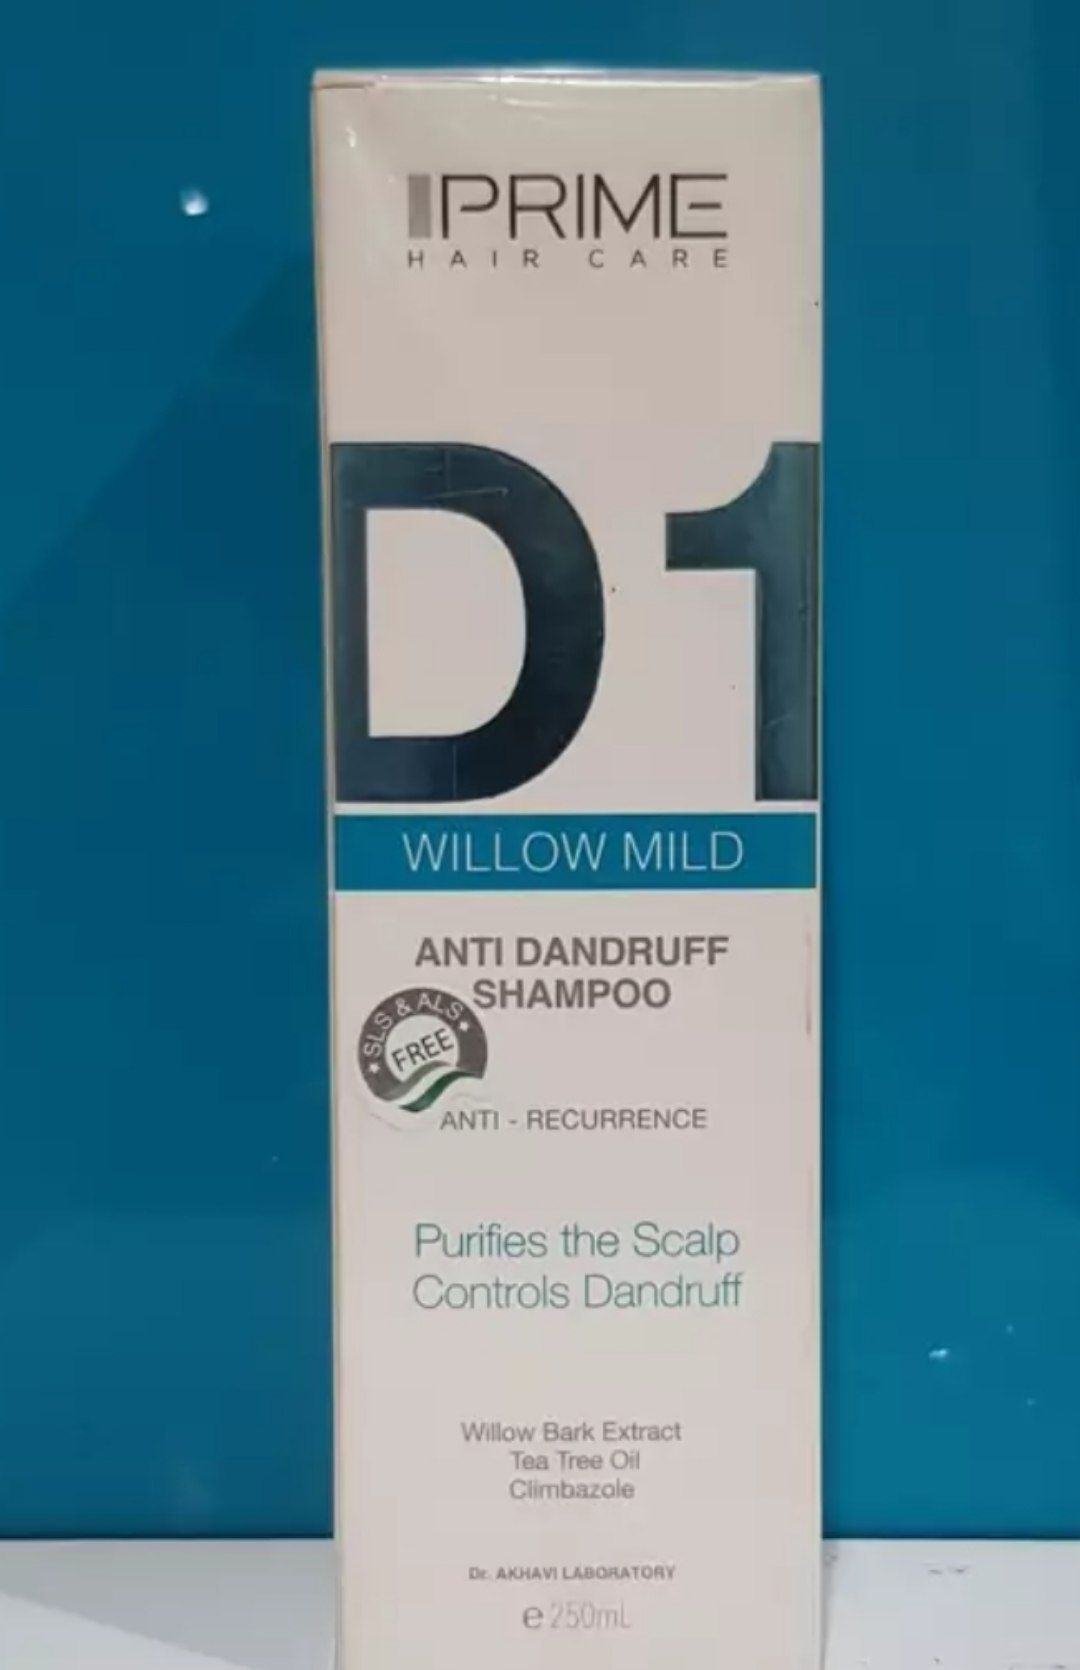 PRIME
HAIR CARE
D1
WILLOW MILD
ANTI DANDRUFF
SHAMPOO
SLS & ALS
FREE
ANTI - RECURRENCE
Purifies the Scalp
Controls Dandruff
Willow Bark Extract
Tea Tree Oil
Climbazole
Dr. AKHAVI LABORATORY
e 250mL